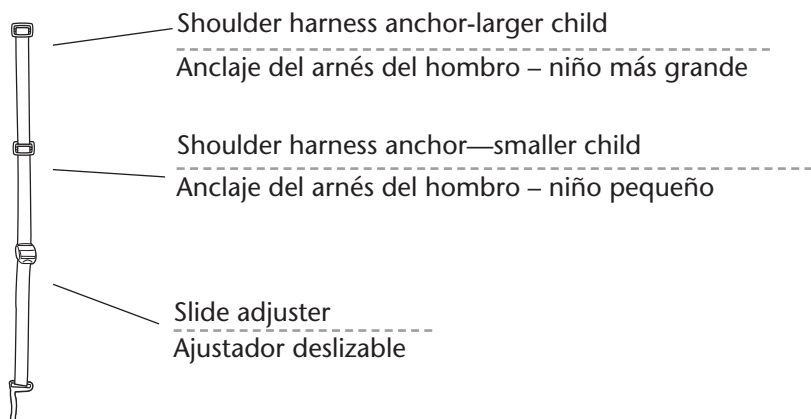 Shoulder harness anchor-larger child
Anclaje del arnés del hombro – niño más grande
Shoulder harness anchor—smaller child
Anclaje del arnés del hombro – niño pequeño
Slide adjuster
Ajustador deslizable